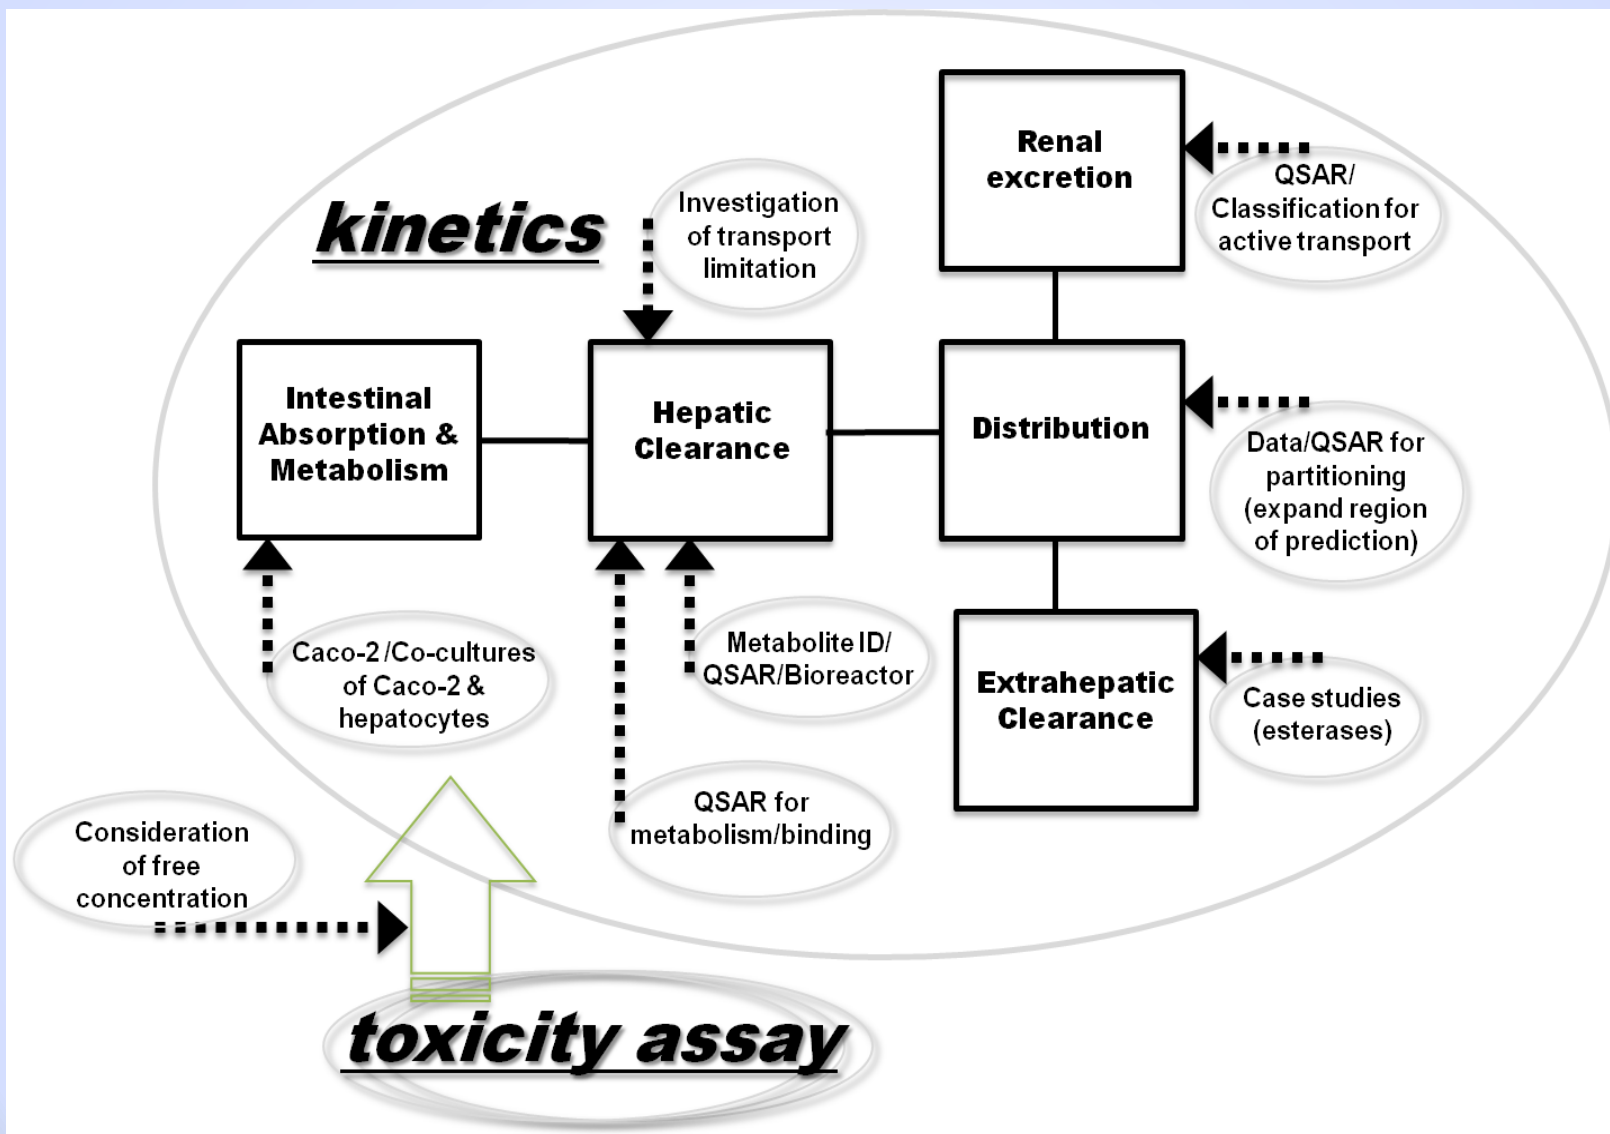 Renal
excretion
QSAR/
Classification for
active transport
kinetics
Investigation
of transport
limitation
Intestinal
Absorption &
Metabolism
Hepatic
Clearance
Distribution
Data/QSAR for
partitioning
(expand region
of prediction)
Caco-2 /Co-cultures
of Caco-2 &
hepatocytes
Metabolite ID/
QSAR/Bioreactor
Extrahepatic
Clearance
Case studies
(esterases)
QSAR for
metabolism/binding
Consideration
of free
concentration
toxicity assay